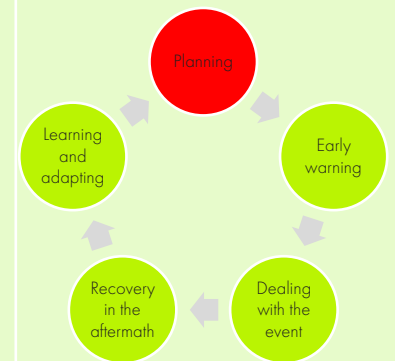 Planning
Early
warning
Dealing
with the
event
Recovery
in the
aftermath
Learning
and
adapting